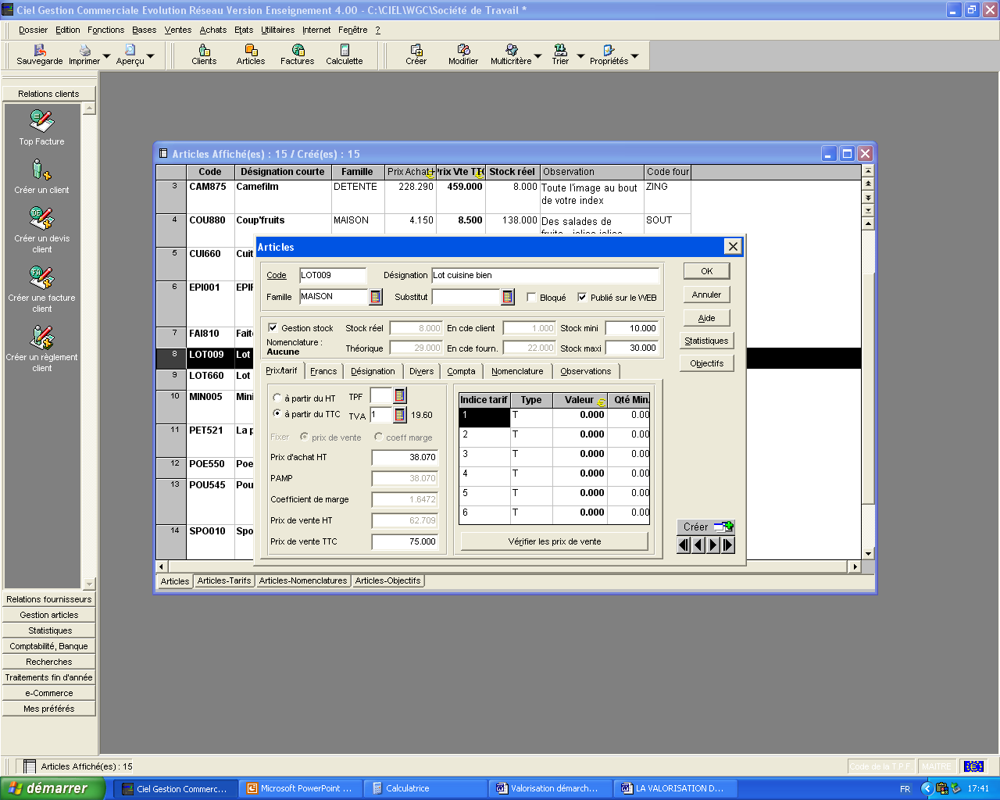 Ciel Gestion Commerciale Evolution Réseau Version Enseignement 4.00 - C:\CIEL\WGC\Société de Travail *
Dossier Edition Fonctions Bases Ventes Achats Etats Utilitaires Internet Fenêtre ?
Sauvegarde Imprimer Aperçu Clients Articles Factures Calculette Créer Modifier Multicritère Trier Propriétés
Relations clients
Top Facture
Créer un client
Créer un devis client
Créer une facture client
Créer un règlement client
Relations fournisseurs
Gestion articles
Statistiques
Comptabilité, Banque
Recherches
Traitements fin d'année
e-Commerce
Mes préférés
Articles Affiché(es) : 15 / Créé(es) : 15
Code Désignation courte Famille Prix Achat Prix Vte TTC Stock réel Observation Code four
3 CAM875 Camefilm DETENTE 228.290 459.000 8.000 Toute l'image au bout de votre index ZING
4 COU880 Coup'fruits MAISON 4.150 8.500 138.000 Des salades de SOUT
5 CUI660 Cuit
6 EPI001 EPIF
7 FAI810 Faite
8 LOT009 Lot
9 LOT660 Lot
10 MIN005 Mini
11 PET521 La p
12 POE550 Poe
13 POU545 Pou
14 SPO010 Spo
Articles
Code LOT009 Désignation Lot cuisine bien
Famille MAISON Substitut Bloqué Publié sur le WEB
Gestion stock Stock réel 8.000 En cde client 1.000 Stock mini 10.000
Nomenclature : Aucune Théorique 29.000 En cde fourn. 22.000 Stock maxi 30.000
Prix/tarif Francs Désignation Divers Compta Nomenclature Observations
à partir du HT TPF
à partir du TTC TVA 1 19.60
Fixer prix de vente coeff marge
Prix d'achat HT 38.070
PAMP 38.070
Coefficient de marge 1.6472
Prix de vente HT 62.709
Prix de vente TTC 75.000
Indice tarif Type Valeur Qté Min.
1 T 0.000 0.00
2 T 0.000 0.00
3 T 0.000 0.00
4 T 0.000 0.00
5 T 0.000 0.00
6 T 0.000 0.00
Vérifier les prix de vente
OK
Annuler
Aide
Statistiques
Objectifs
Créer
Articles Articles-Tarifs Articles-Nomenclatures Articles-Objectifs
Articles Affiché(es) : 15 Code de la T.P.F. MAITRE
démarrer Ciel Gestion Commerc... Microsoft PowerPoint ... Calculatrice Valorisation démarch... LA VALORISATION D... FR 17:41